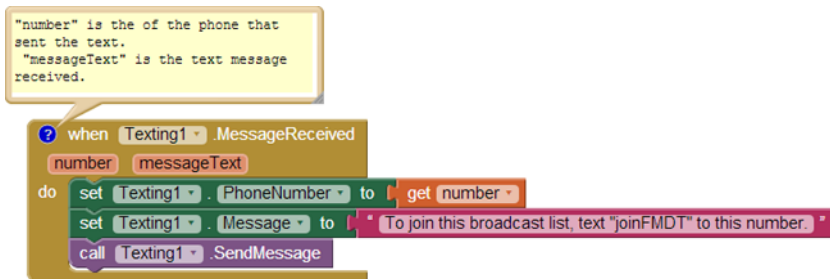 "number" is the of the phone that
sent the text.
"messageText" is the text message
received.
? when Texting1 .MessageReceived
number messageText
do set Texting1 . PhoneNumber to get number
set Texting1 . Message to " To join this broadcast list, text "joinFMDT" to this number. "
call Texting1 .SendMessage